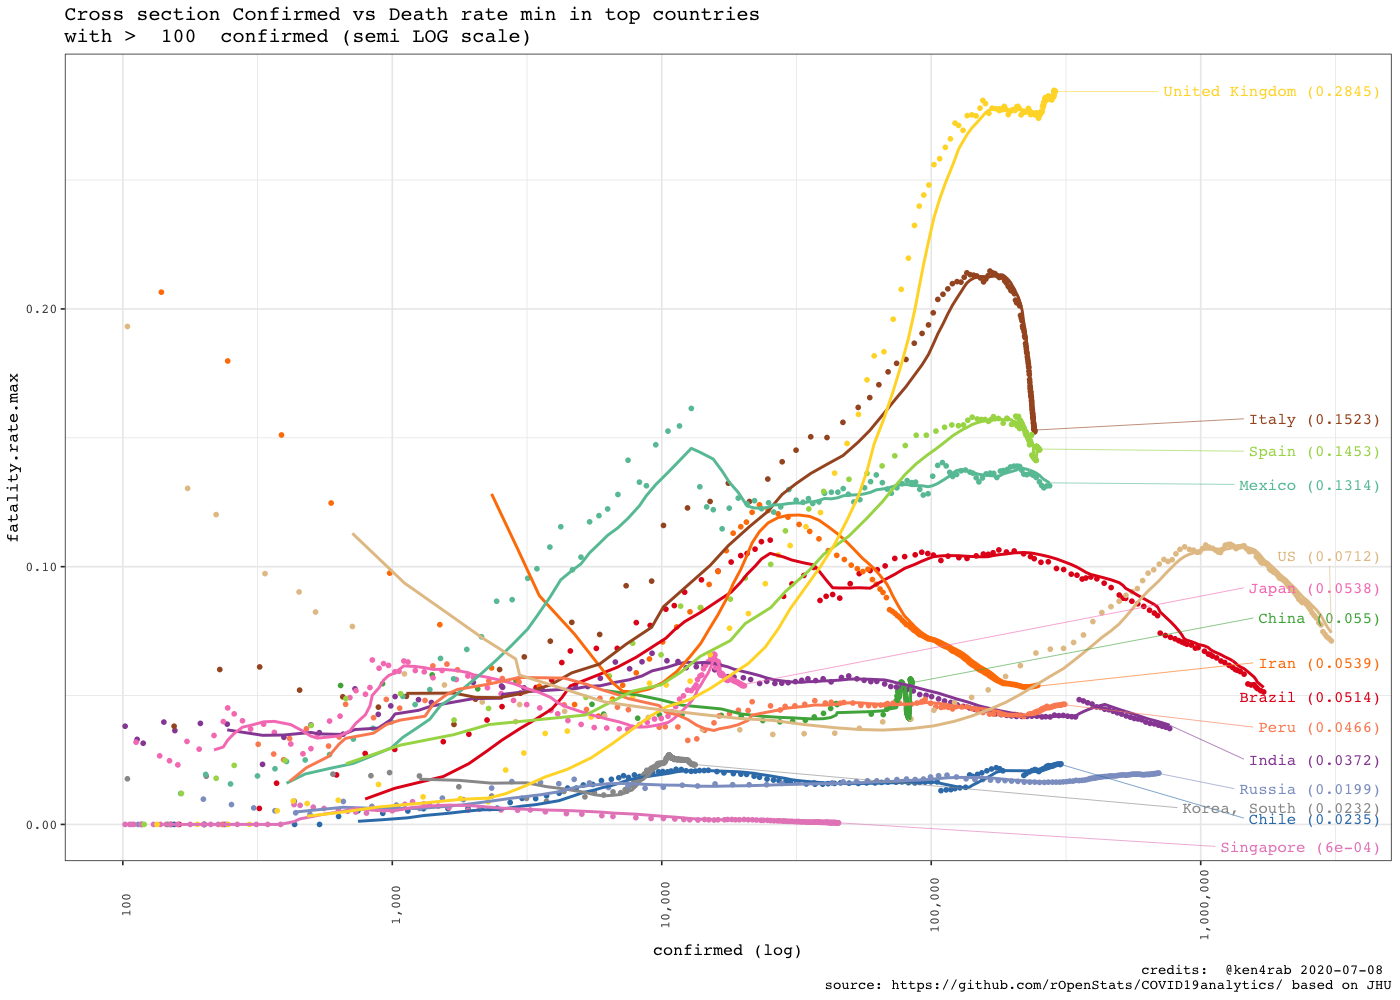 Cross section Confirmed vs Death rate min in top countries
with >  100  confirmed (semi LOG scale)
fatality.rate.max
0.20
0.10
0.00
United Kingdom (0.2845)
Italy (0.1523)
Spain (0.1453)
Mexico (0.1314)
US (0.0712)
Japan (0.0538)
China (0.055)
Iran (0.0539)
Brazil (0.0514)
Peru (0.0466)
India (0.0372)
Russia (0.0199)
Korea, South (0.0232)
Chile (0.0235)
Singapore (6e-04)
100
1,000
10,000
100,000
1,000,000
confirmed (log)
credits:  @ken4rab 2020-07-08
source: https://github.com/rOpenStats/COVID19analytics/ based on JHU